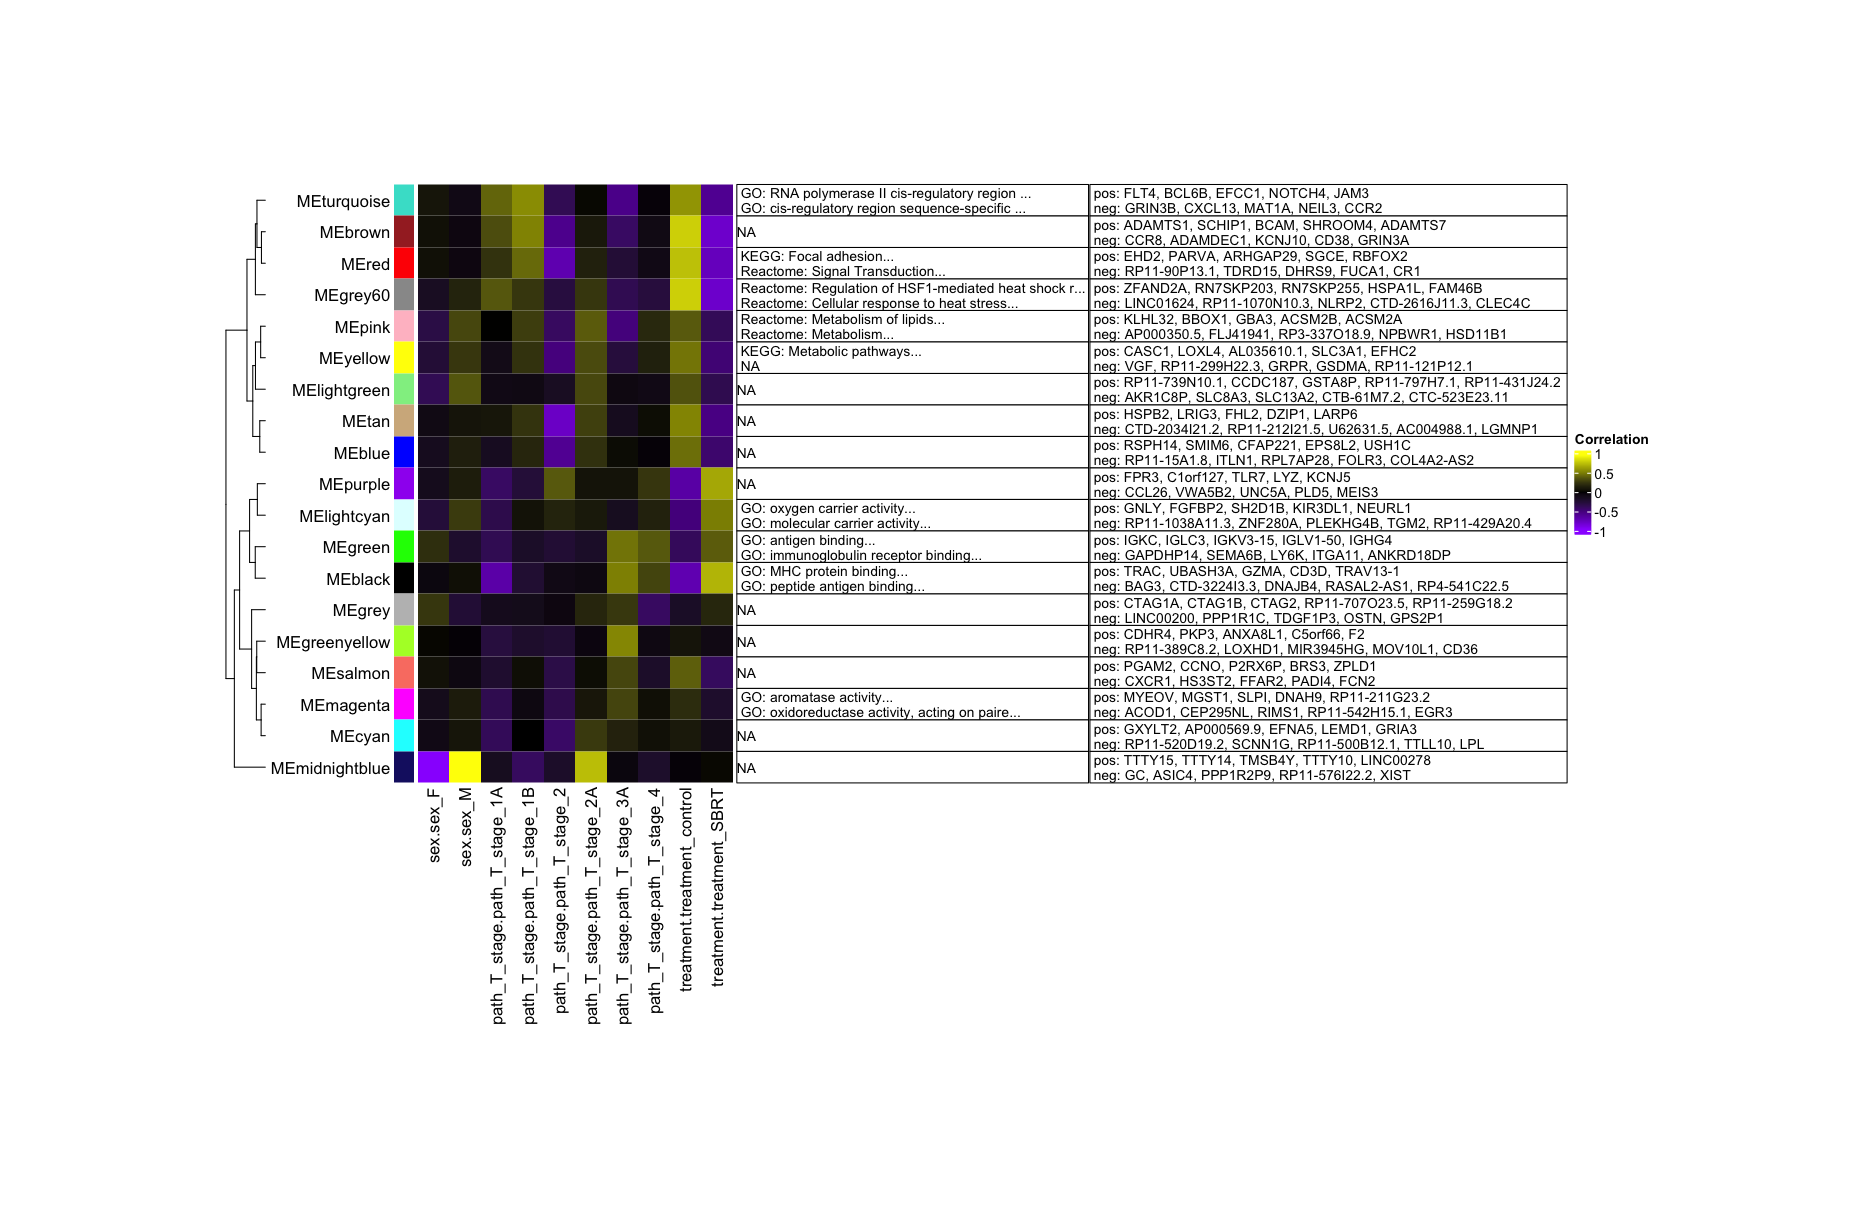 MEturquoise
GO: RNA polymerase II cis-regulatory region ...
GO: cis-regulatory region sequence-specific ...
pos: FLT4, BCL6B, EFCC1, NOTCH4, JAM3
neg: GRIN3B, CXCL13, MAT1A, NEIL3, CCR2
MEbrown
NA
pos: ADAMTS1, SCHIP1, BCAM, SHROOM4, ADAMTS7
neg: CCR8, ADAMDEC1, KCNJ10, CD38, GRIN3A
MEred
KEGG: Focal adhesion...
Reactome: Signal Transduction...
pos: EHD2, PARVA, ARHGAP29, SGCE, RBFOX2
neg: RP11-90P13.1, TDRD15, DHRS9, FUCA1, CR1
MEgrey60
Reactome: Regulation of HSF1-mediated heat shock r...
Reactome: Cellular response to heat stress...
pos: ZFAND2A, RN7SKP203, RN7SKP255, HSPA1L, FAM46B
neg: LINC01624, RP11-1070N10.3, NLRP2, CTD-2616J11.3, CLEC4C
MEpink
Reactome: Metabolism of lipids...
Reactome: Metabolism...
pos: KLHL32, BBOX1, GBA3, ACSM2B, ACSM2A
neg: AP000350.5, FLJ41941, RP3-337O18.9, NPBWR1, HSD11B1
MEyellow
KEGG: Metabolic pathways...
NA
pos: CASC1, LOXL4, AL035610.1, SLC3A1, EFHC2
neg: VGF, RP11-299H22.3, GRPR, GSDMA, RP11-121P12.1
MElightgreen
NA
pos: RP11-739N10.1, CCDC187, GSTA8P, RP11-797H7.1, RP11-431J24.2
neg: AKR1C8P, SLC8A3, SLC13A2, CTB-61M7.2, CTC-523E23.11
MEtan
NA
pos: HSPB2, LRIG3, FHL2, DZIP1, LARP6
neg: CTD-2034I21.2, RP11-212I21.5, U62631.5, AC004988.1, LGMNP1
MEblue
NA
pos: RSPH14, SMIM6, CFAP221, EPS8L2, USH1C
neg: RP11-15A1.8, ITLN1, RPL7AP28, FOLR3, COL4A2-AS2
MEpurple
NA
pos: FPR3, C1orf127, TLR7, LYZ, KCNJ5
neg: CCL26, VWA5B2, UNC5A, PLD5, MEIS3
MElightcyan
GO: oxygen carrier activity...
GO: molecular carrier activity...
pos: GNLY, FGFBP2, SH2D1B, KIR3DL1, NEURL1
neg: RP11-1038A11.3, ZNF280A, PLEKHG4B, TGM2, RP11-429A20.4
MEgreen
GO: antigen binding...
GO: immunoglobulin receptor binding...
pos: IGKC, IGLC3, IGKV3-15, IGLV1-50, IGHG4
neg: GAPDHP14, SEMA6B, LY6K, ITGA11, ANKRD18DP
MEblack
GO: MHC protein binding...
GO: peptide antigen binding...
pos: TRAC, UBASH3A, GZMA, CD3D, TRAV13-1
neg: BAG3, CTD-3224I3.3, DNAJB4, RASAL2-AS1, RP4-541C22.5
MEgrey
NA
pos: CTAG1A, CTAG1B, CTAG2, RP11-707O23.5, RP11-259G18.2
neg: LINC00200, PPP1R1C, TDGF1P3, OSTN, GPS2P1
MEgreenyellow
NA
pos: CDHR4, PKP3, ANXA8L1, C5orf66, F2
neg: RP11-389C8.2, LOXHD1, MIR3945HG, MOV10L1, CD36
MEsalmon
NA
pos: PGAM2, CCNO, P2RX6P, BRS3, ZPLD1
neg: CXCR1, HS3ST2, FFAR2, PADI4, FCN2
MEmagenta
GO: aromatase activity...
GO: oxidoreductase activity, acting on paire...
pos: MYEOV, MGST1, SLPI, DNAH9, RP11-211G23.2
neg: ACOD1, CEP295NL, RIMS1, RP11-542H15.1, EGR3
MEcyan
NA
pos: GXYLT2, AP000569.9, EFNA5, LEMD1, GRIA3
neg: RP11-520D19.2, SCNN1G, RP11-500B12.1, TTLL10, LPL
MEmidnightblue
NA
pos: TTTY15, TTTY14, TMSB4Y, TTTY10, LINC00278
neg: GC, ASIC4, PPP1R2P9, RP11-576I22.2, XIST
sex.sex_F
sex.sex_M
path_T_stage.path_T_stage_1A
path_T_stage.path_T_stage_1B
path_T_stage.path_T_stage_2
path_T_stage.path_T_stage_2A
path_T_stage.path_T_stage_3A
path_T_stage.path_T_stage_4
treatment.treatment_control
treatment.treatment_SBRT
Correlation
1
0.5
0
-0.5
-1